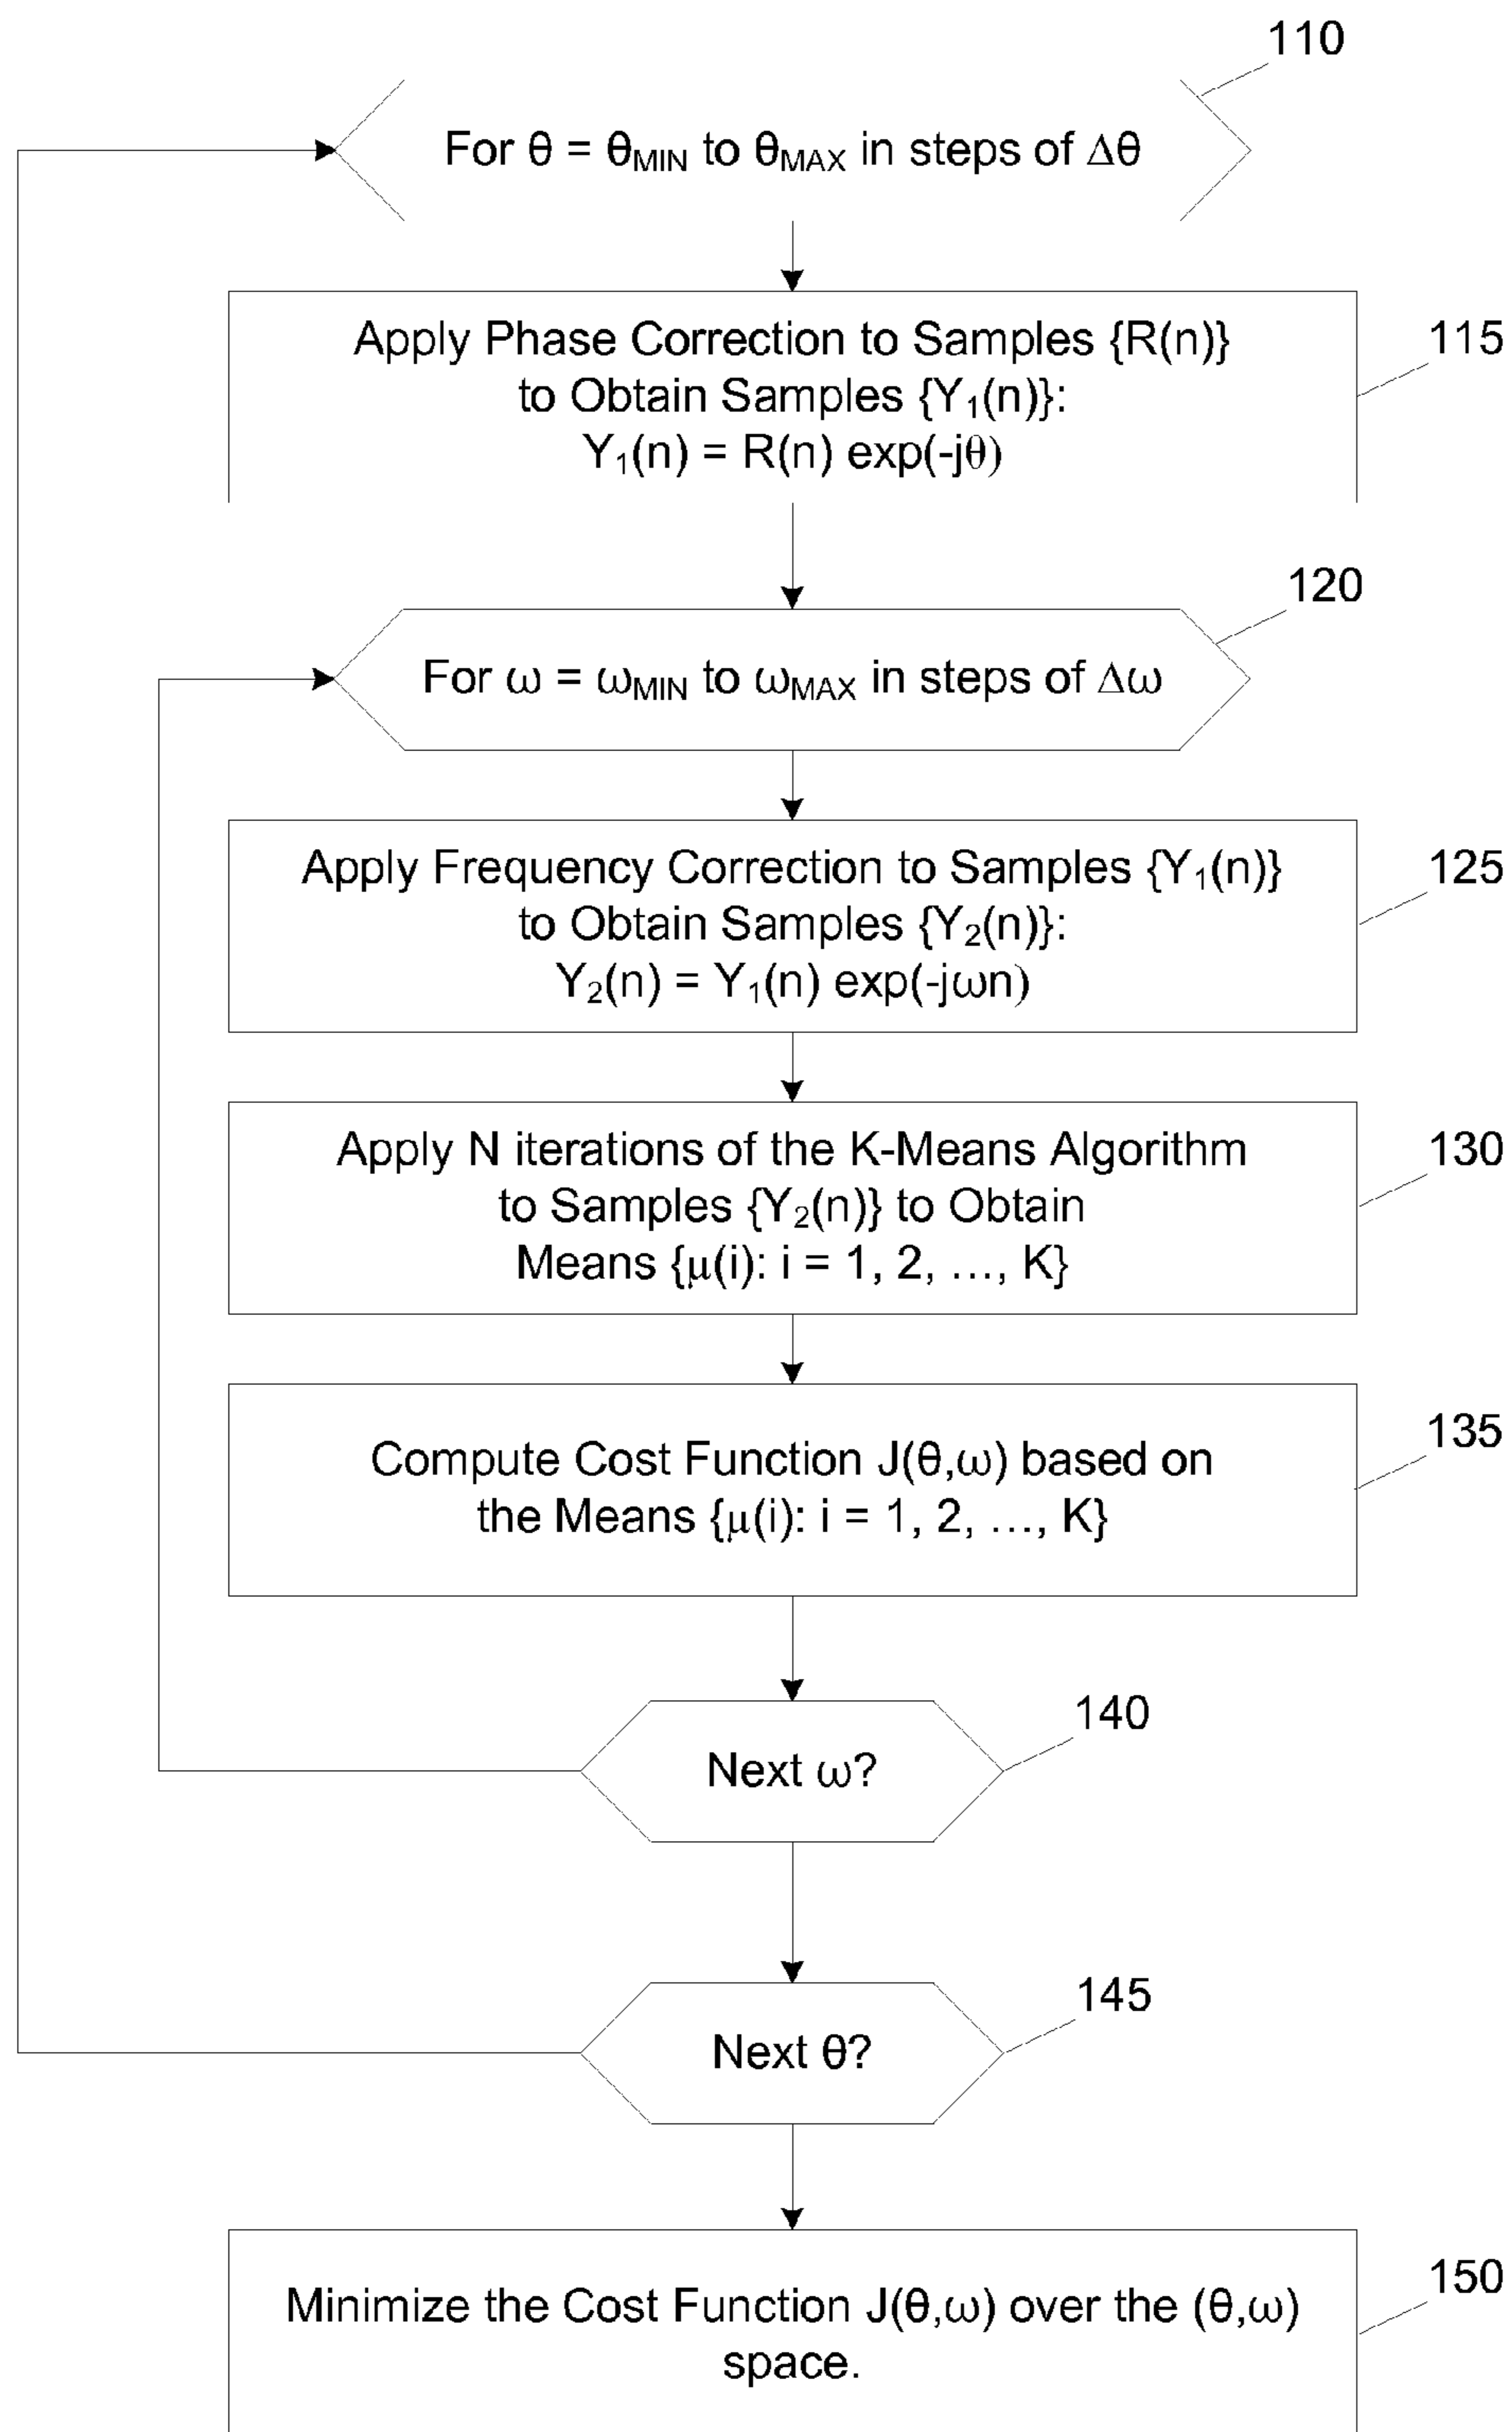 110
For θ = θMIN to θMAX in steps of Δθ
Apply Phase Correction to Samples {R(n)}
115
to Obtain Samples {Y1(n)}:
Y1(n) = R(n) exp(-jθ)
120
For ω = ωMIN to ωMAX in steps of Δω
Apply Frequency Correction to Samples {Y1(n)}
125
to Obtain Samples {Y2(n)}:
Y2(n) = Y1(n) exp(-jωn)
Apply N iterations of the K-Means Algorithm
130
to Samples {Y2(n)} to Obtain
Means {μ(i): i = 1, 2, ..., K}
135
Compute Cost Function J(θ,ω) based on
the Means {μ(i): i = 1, 2, ..., K}
140
Next ω?
145
Next θ?
150
Minimize the Cost Function J(θ,ω) over the (θ,ω)
space.